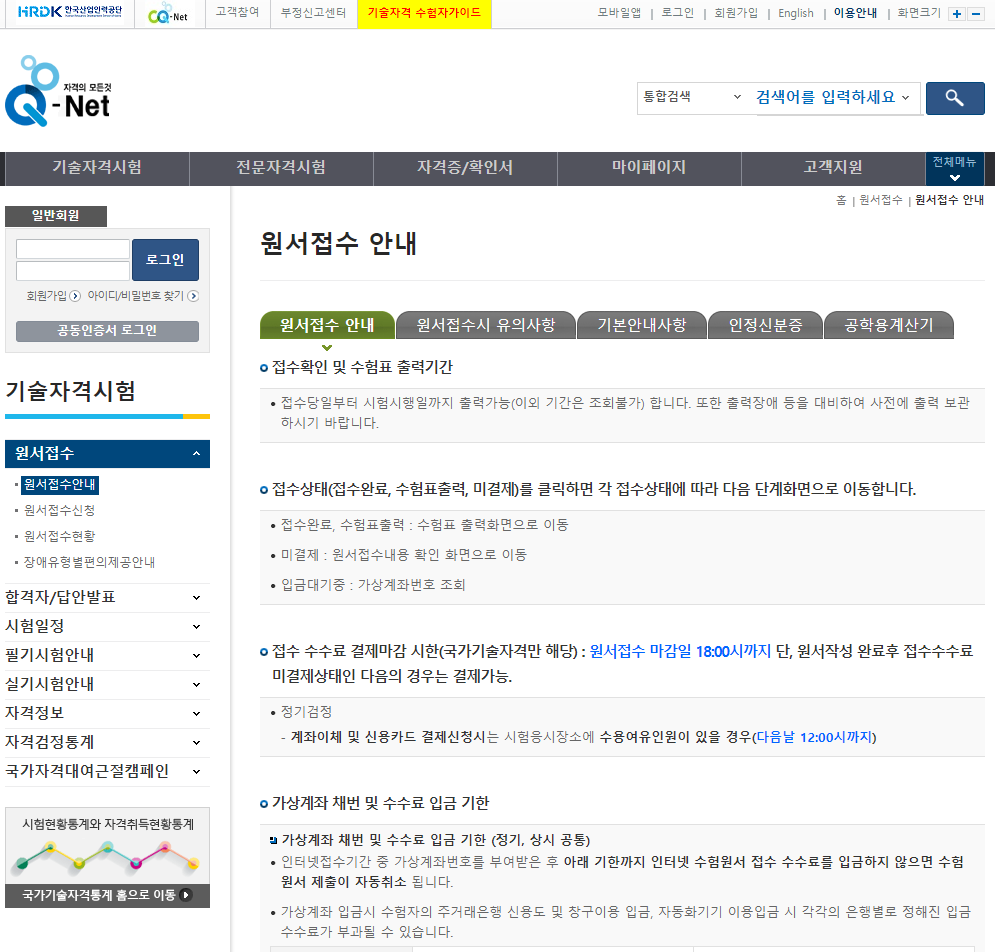 HRDK 한국산업인력공단 Q-Net 고객참여 부정신고센터 기술자격 수험자가이드 모바일앱 | 로그인 | 회원가입 | English | 이용안내 | 화면크기 + −
자격의 모든것
Q-Net
통합검색 검색어를 입력하세요
기술자격시험 전문자격시험 자격증/확인서 마이페이지 고객지원 전체메뉴
홈 | 원서접수 | 원서접수 안내
일반회원
로그인
회원가입 아이디/비밀번호 찾기
공동인증서 로그인
기술자격시험
원서접수
원서접수안내
원서접수신청
원서접수현황
장애유형별편의제공안내
합격자/답안발표
시험일정
필기시험안내
실기시험안내
자격정보
자격검정통계
국가자격대여근절캠페인
시험현황통계와 자격취득현황통계
국가기술자격통계 홈으로 이동
원서접수 안내
원서접수 안내 원서접수시 유의사항 기본안내사항 인정신분증 공학용계산기
접수확인 및 수험표 출력기간
• 접수당일부터 시험시행일까지 출력가능(이외 기간은 조회불가) 합니다. 또한 출력장애 등을 대비하여 사전에 출력 보관
하시기 바랍니다.
접수상태(접수완료, 수험표출력, 미결제)를 클릭하면 각 접수상태에 따라 다음 단계화면으로 이동합니다.
• 접수완료, 수험표출력 : 수험표 출력화면으로 이동
• 미결제 : 원서접수내용 확인 화면으로 이동
• 입금대기중 : 가상계좌번호 조회
접수 수수료 결제마감 시한(국가기술자격만 해당) : 원서접수 마감일 18:00시까지 단, 원서작성 완료후 접수수수료
미결제상태인 다음의 경우는 결제가능.
• 정기검정
- 계좌이체 및 신용카드 결제신청시는 시험응시장소에 수용여유인원이 있을 경우(다음날 12:00시까지)
가상계좌 채번 및 수수료 입금 기한
가상계좌 채번 및 수수료 입금 기한 (정기, 상시 공통)
• 인터넷접수기간 중 가상계좌번호를 부여받은 후 아래 기한까지 인터넷 수험원서 접수 수수료를 입금하지 않으면 수험
원서 제출이 자동취소 됩니다.
• 가상계좌 입금시 수험자의 주거래은행 신용도 및 창구이용 입금, 자동화기기 이용입금 시 각각의 은행별로 정해진 입금
수수료가 부과될 수 있습니다.